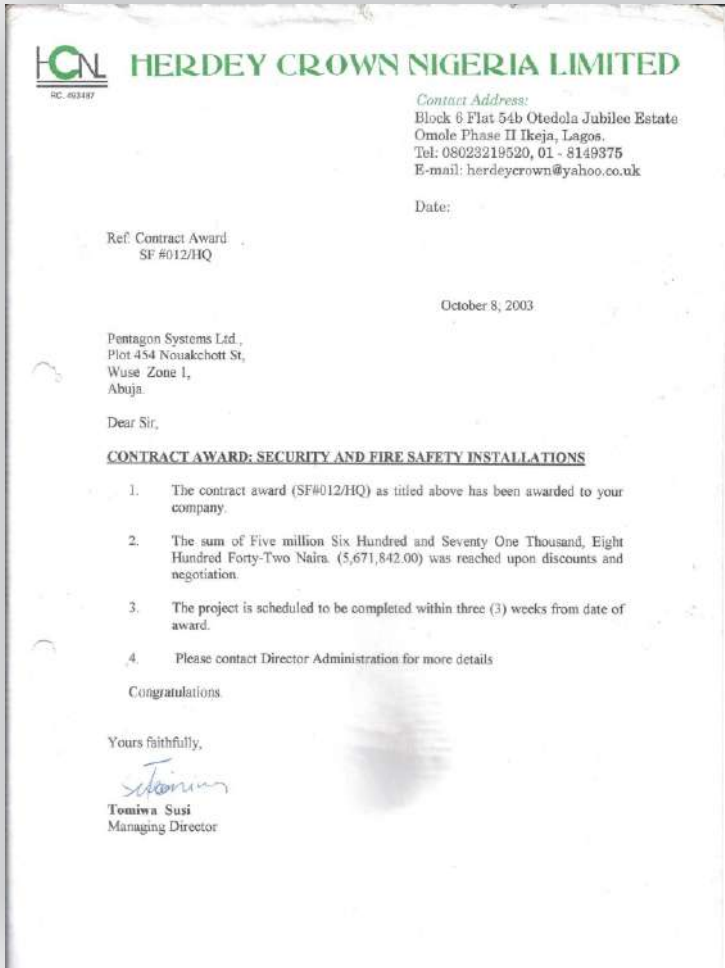 HCNL
RC. 493487
HERDEY CROWN NIGERIA LIMITED
Contact Address:
Block 6 Flat 54b Otedola Jubilee Estate
Omole Phase II Ikeja, Lagos.
Tel: 08023219520, 01 - 8149375
E-mail: herdeycrown@yahoo.co.uk
Date:
Ref: Contract Award
SF #012/HQ
October 8, 2003
Pentagon Systems Ltd.,
Plot 454 Nouakchott St,
Wuse Zone 1,
Abuja.
Dear Sir,
CONTRACT AWARD: SECURITY AND FIRE SAFETY INSTALLATIONS
1. The contract award (SF#012/HQ) as titled above has been awarded to your
company.
2. The sum of Five million Six Hundred and Seventy One Thousand, Eight
Hundred Forty-Two Naira. (5,671,842.00) was reached upon discounts and
negotiation.
3. The project is scheduled to be completed within three (3) weeks from date of
award.
4. Please contact Director Administration for more details
Congratulations.
Yours faithfully,
Tomiwa Susi
Managing Director